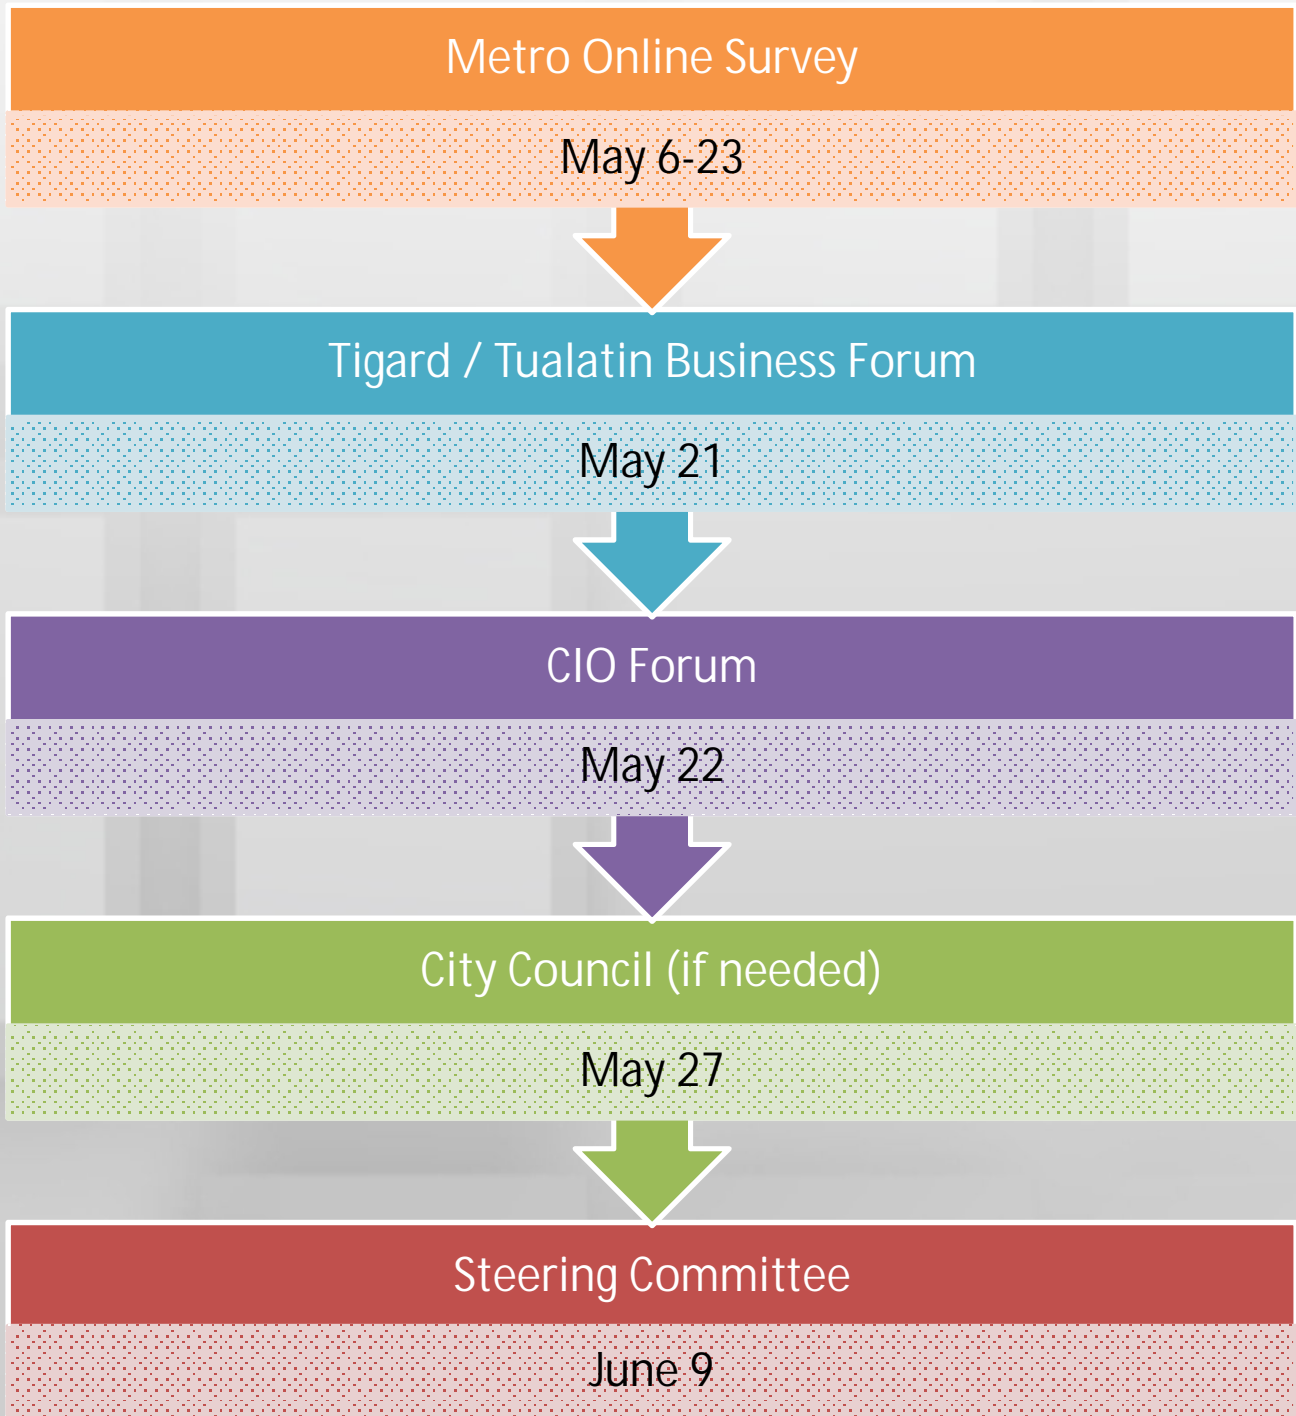 Metro Online Survey
May 6-23
Tigard / Tualatin Business Forum
May 21
CIO Forum
May 22
City Council (if needed)
May 27
Steering Committee
June 9